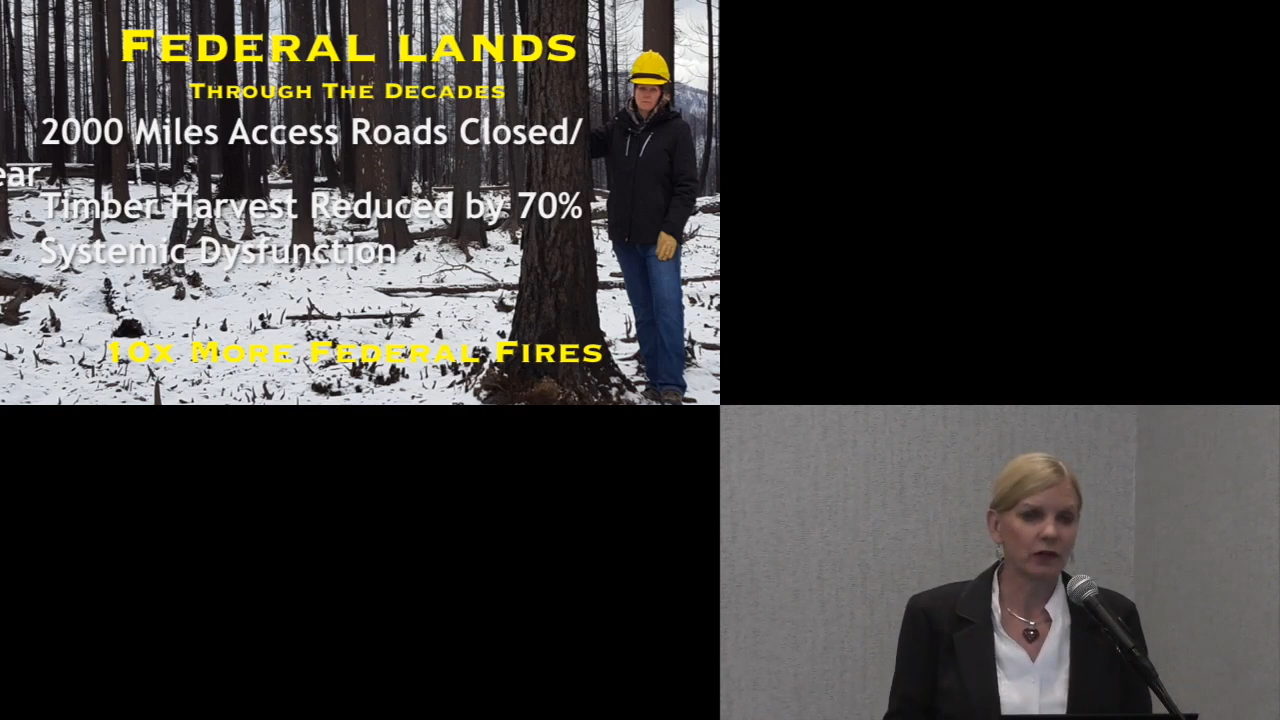 FEDERAL LANDS
THROUGH THE DECADES
2000 Miles Access Roads Closed/
ear
Timber Harvest Reduced by 70%
Systemic Dysfunction
10X MORE FEDERAL FIRES